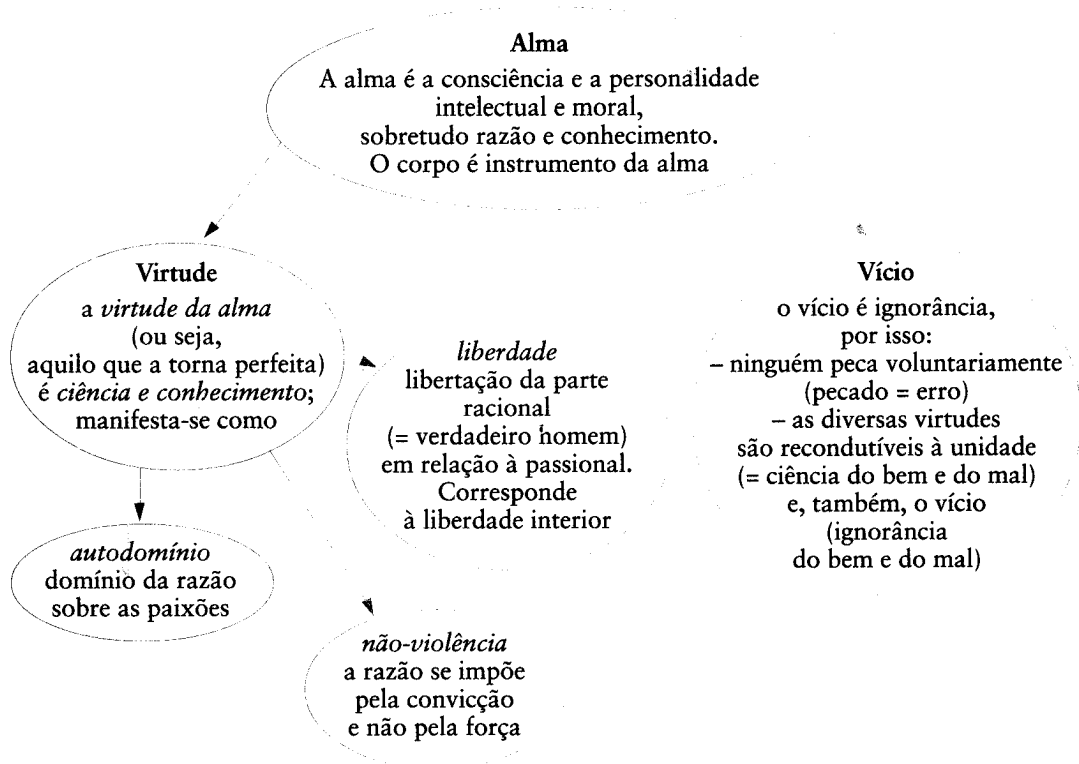 Alma
A alma é a consciência e a personalidade
intelectual e moral,
sobretudo razão e conhecimento.
O corpo é instrumento da alma
Virtude
a virtude da alma
(ou seja,
aquilo que a torna perfeita)
é ciência e conhecimento;
manifesta-se como
liberdade
libertação da parte
racional
(= verdadeiro homem)
em relação à passional.
Corresponde
à liberdade interior
Vício
o vício é ignorância,
por isso:
– ninguém peca voluntariamente
(pecado = erro)
– as diversas virtudes
são recondutíveis à unidade
(= ciência do bem e do mal)
e, também, o vício
(ignorância
do bem e do mal)
autodomínio
domínio da razão
sobre as paixões
não-violência
a razão se impõe
pela convicção
e não pela força